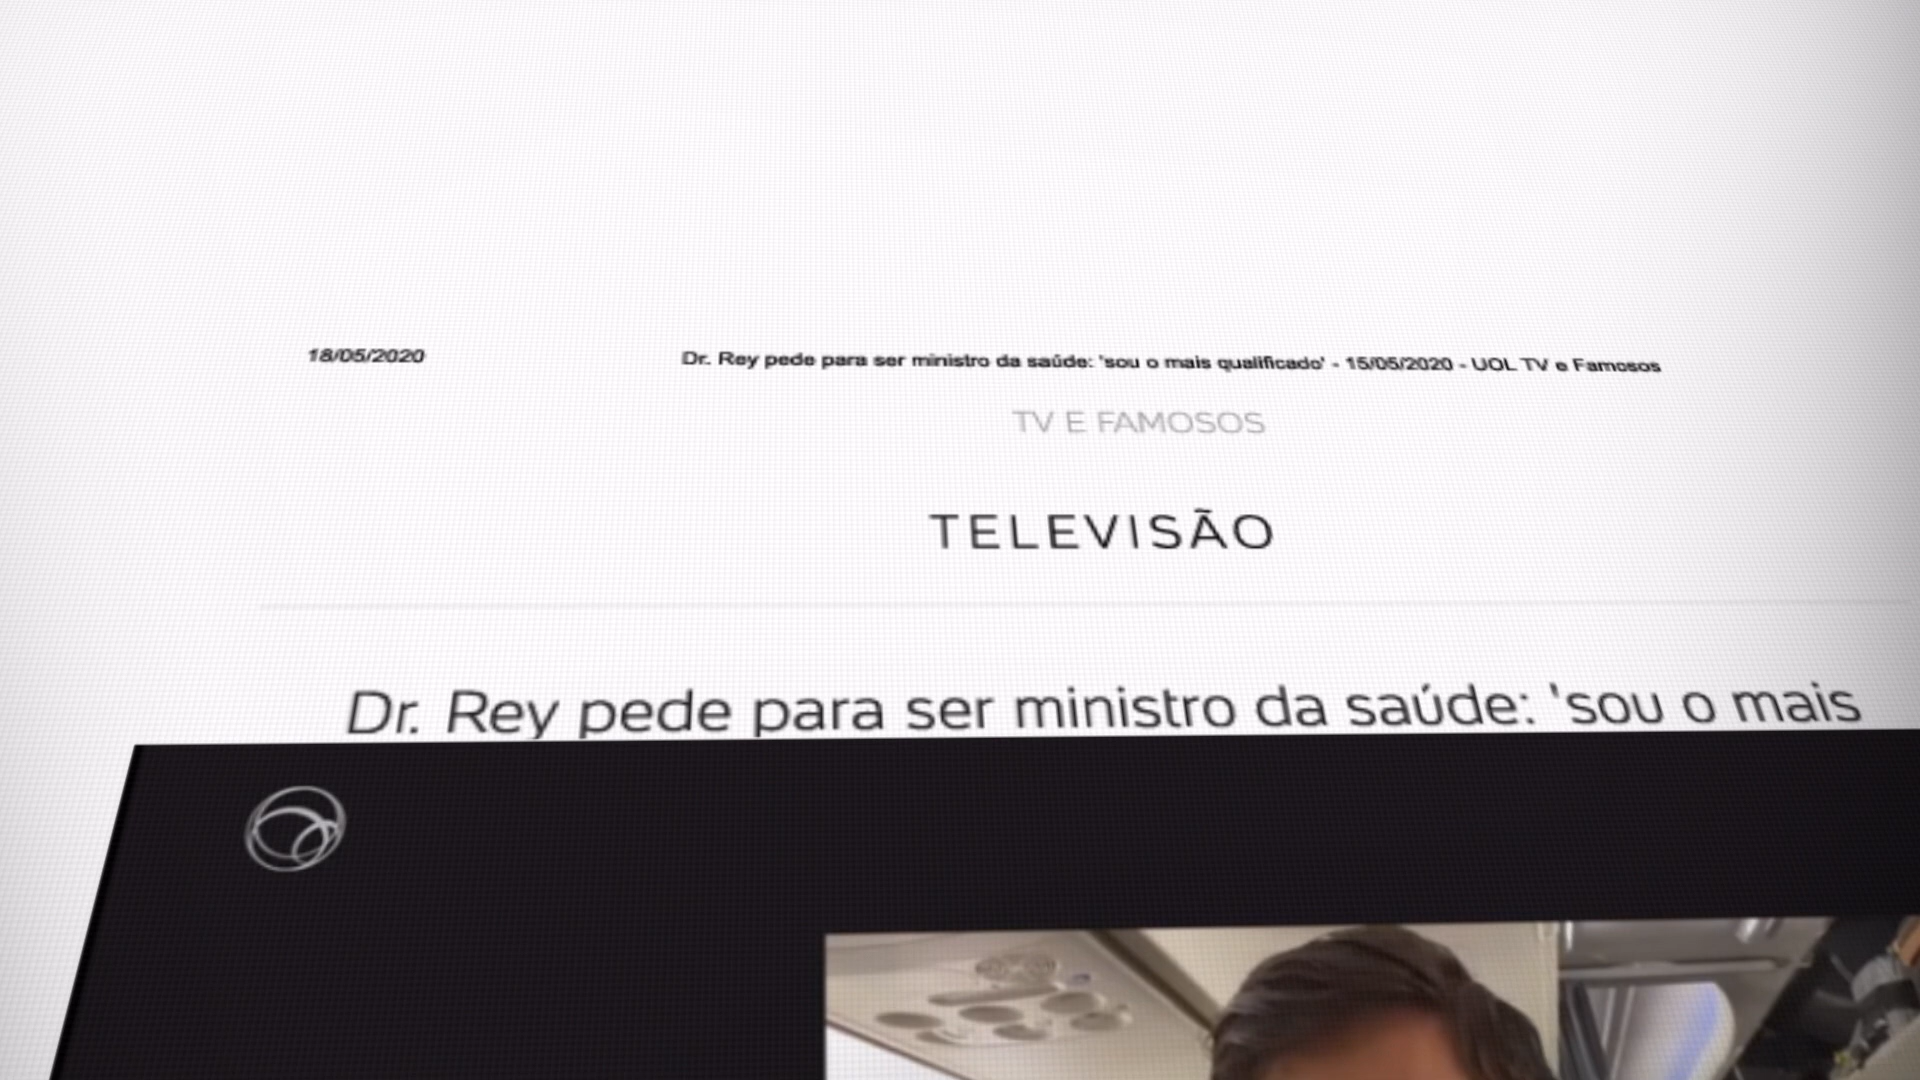 18/05/2020
Dr. Rey pede para ser ministro da saúde: 'sou o mais qualificado' - 15/05/2020 - UOL TV e Famosos
TV E FAMOSOS
TELEVISÃO
Dr. Rey pede para ser ministro da saúde: 'sou o mais